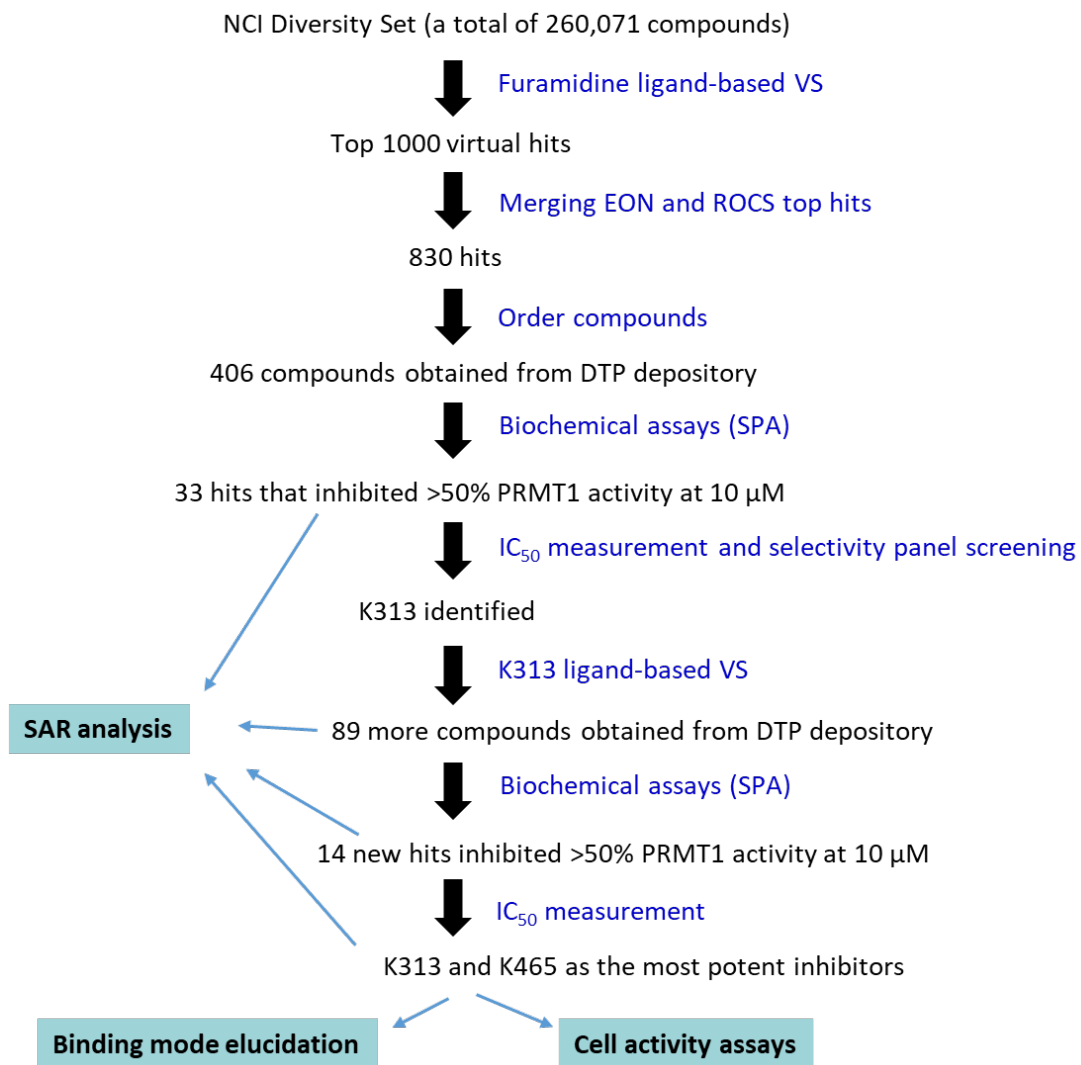 NCI Diversity Set (a total of 260,071 compounds)
Furamidine ligand-based VS
Top 1000 virtual hits
Merging EON and ROCS top hits
830 hits
Order compounds
406 compounds obtained from DTP depository
Biochemical assays (SPA)
33 hits that inhibited >50% PRMT1 activity at 10 µM
IC50 measurement and selectivity panel screening
K313 identified
K313 ligand-based VS
SAR analysis
89 more compounds obtained from DTP depository
Biochemical assays (SPA)
14 new hits inhibited >50% PRMT1 activity at 10 µM
IC50 measurement
K313 and K465 as the most potent inhibitors
Binding mode elucidation
Cell activity assays